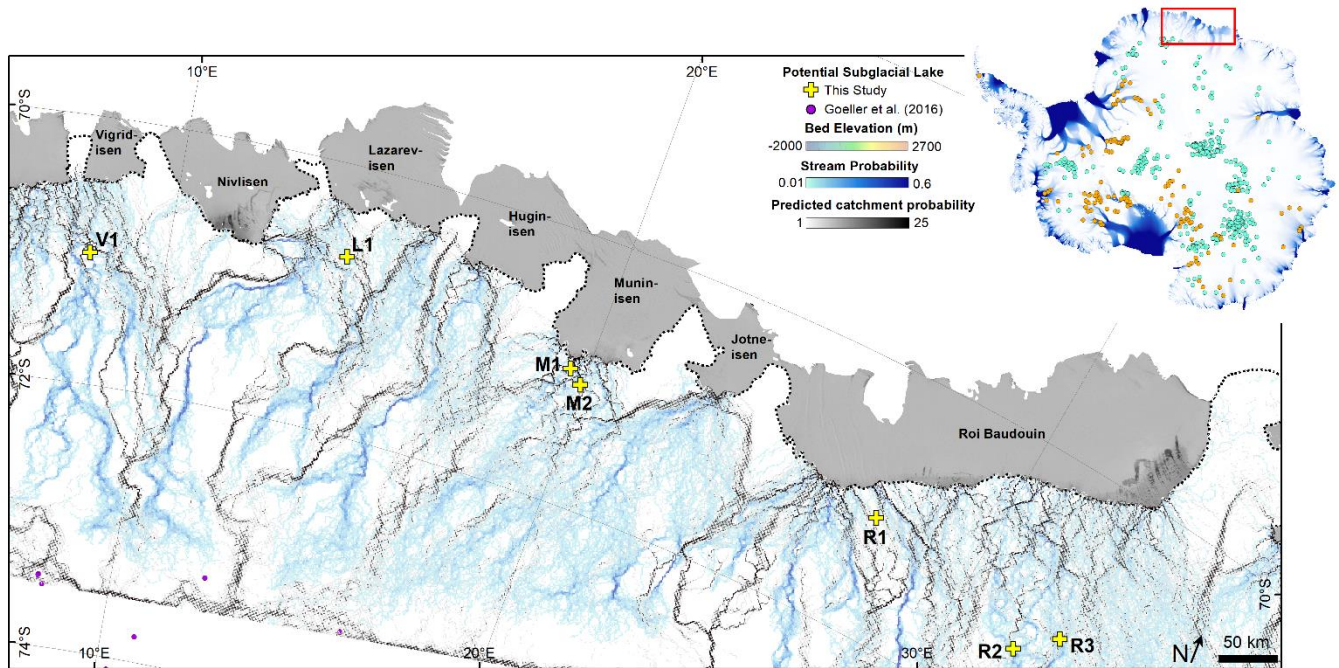 10°E
20°E
70°S
Potential Subglacial Lake
This Study
Goeller et al. (2016)
Bed Elevation (m)
-2000
2700
Stream Probability
0.01
0.6
Predicted catchment probability
1
25
Vigrid-
isen
Nivlisen
Lazarev-
isen
Hugin-
isen
Munin-
isen
Jotne-
isen
Roi Baudouin
V1
L1
M1
M2
R1
R2
R3
72°S
70°S
74°S
10°E
20°E
30°E
N
50 km